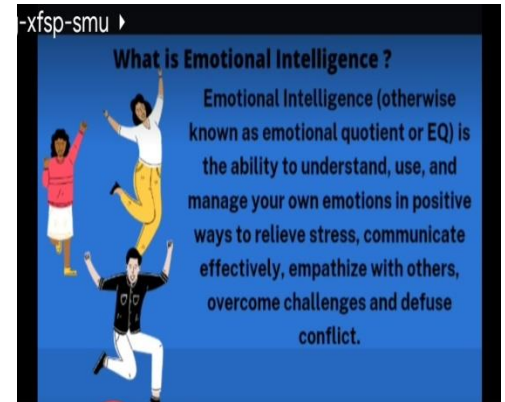 -xfsp-smu
What is Emotional Intelligence ?
Emotional Intelligence (otherwise
known as emotional quotient or EQ) is
the ability to understand, use, and
manage your own emotions in positive
ways to relieve stress, communicate
effectively, empathize with others,
overcome challenges and defuse
conflict.